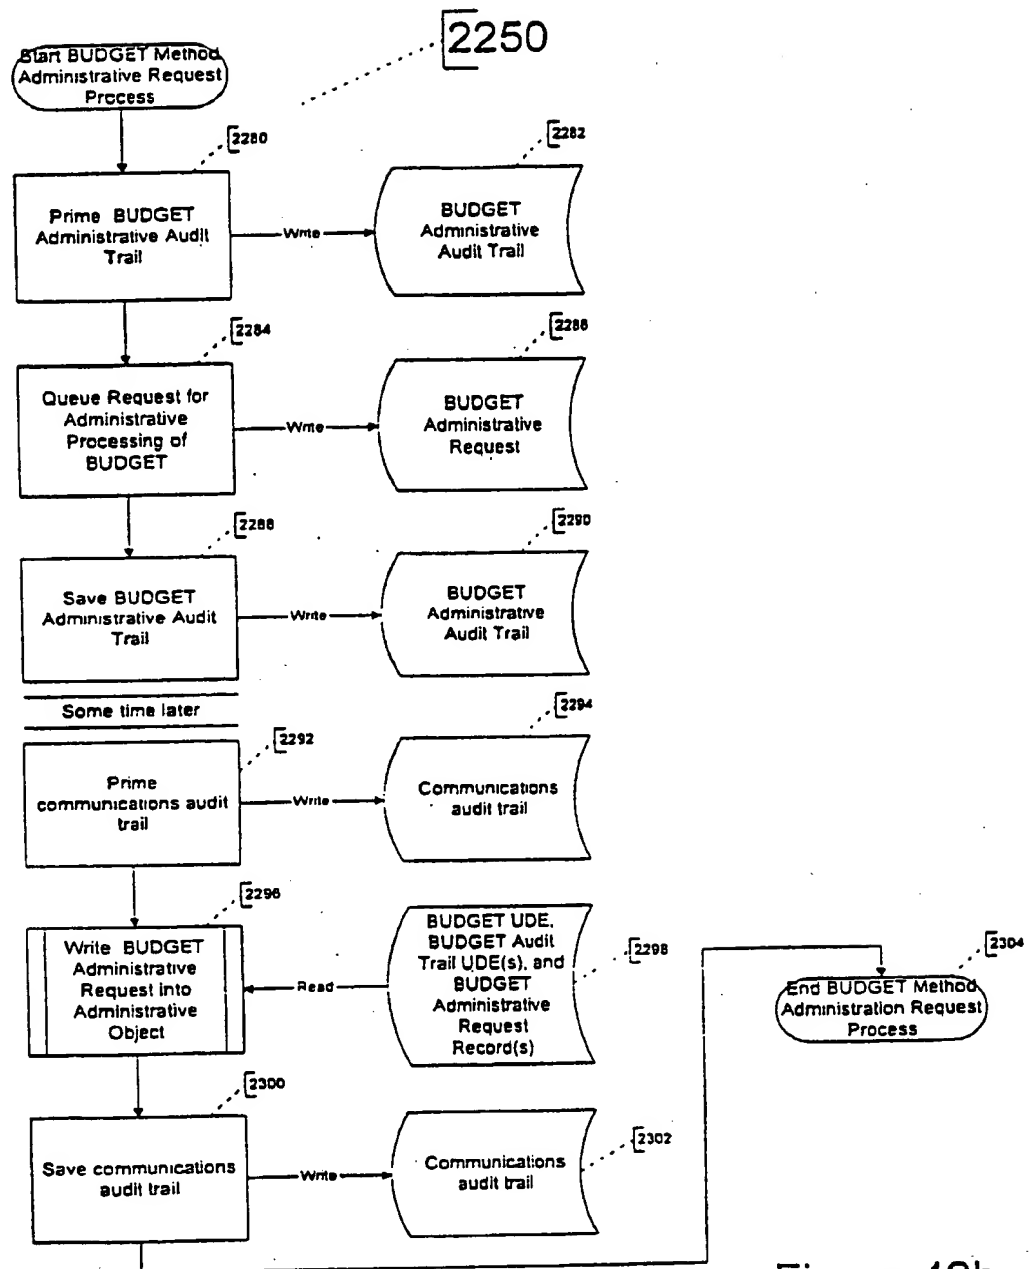 2250
Start BUDGET Method
Administrative Request
Process
2280
2282
Prime BUDGET
Administrative Audit
Trail
Write
BUDGET
Administrative
Audit Trail
2284
2286
Queue Request for
Administrative
Processing of
BUDGET
Write
BUDGET
Administrative
Request
2288
2290
Save BUDGET
Administrative Audit
Trail
Write
BUDGET
Administrative
Audit Trail
Some time later
2292
2294
Prime
communications audit
trail
Write
Communications
audit trail
2296
Write BUDGET
Administrative
Request into
Administrative
Object
Read
BUDGET UDE,
BUDGET Audit
Trail UDE(s), and
BUDGET
Administrative
Request
Record(s)
2298
2304
End BUDGET Method
Administration Request
Process
2300
2302
Save communications
audit trail
Write
Communications
audit trail